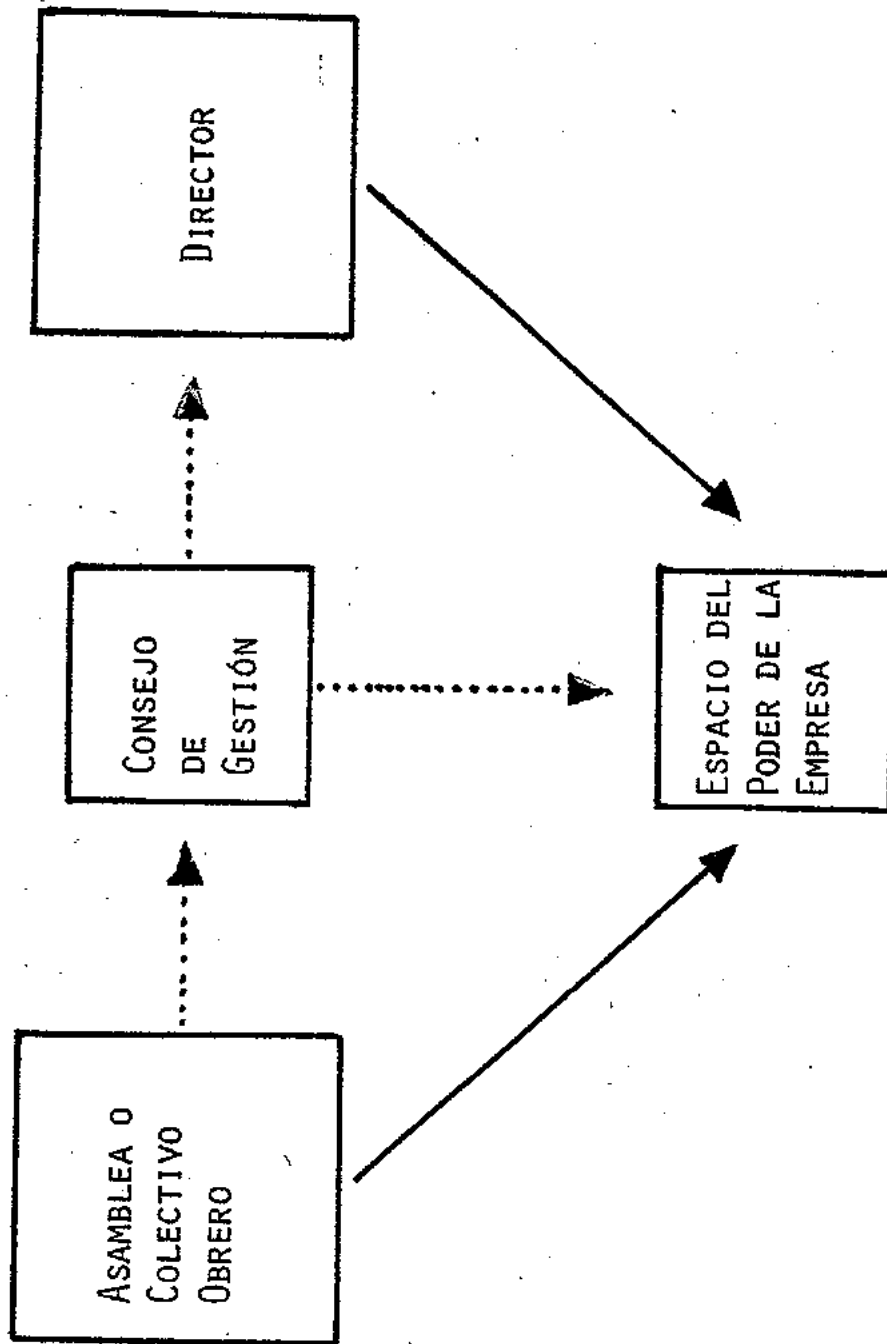 ASAMBLEA O
COLECTIVO
OBRERO
CONSEJO
DE
GESTIÓN
DIRECTOR
ESPACIO DEL
PODER DE LA
EMPRESA